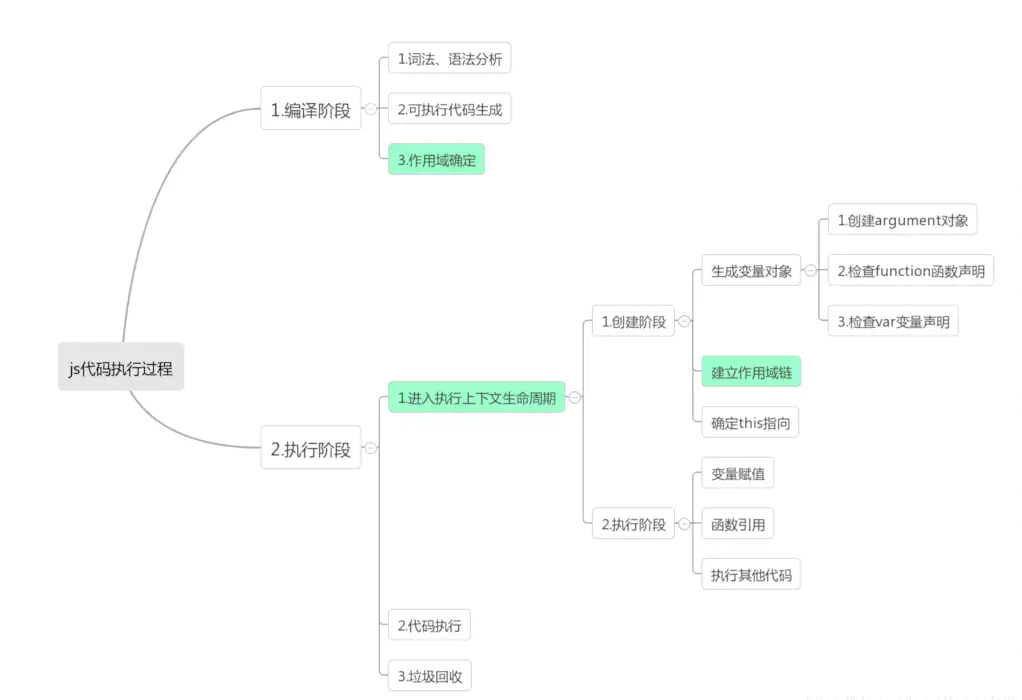 js代码执行过程
1.编译阶段
1.词法、语法分析
2.可执行代码生成
3.作用域确定
2.执行阶段
1.进入执行上下文生命周期
1.创建阶段
生成变量对象
1.创建argument对象
2.检查function函数声明
3.检查var变量声明
建立作用域链
确定this指向
2.执行阶段
变量赋值
函数引用
执行其他代码
2.代码执行
3.垃圾回收